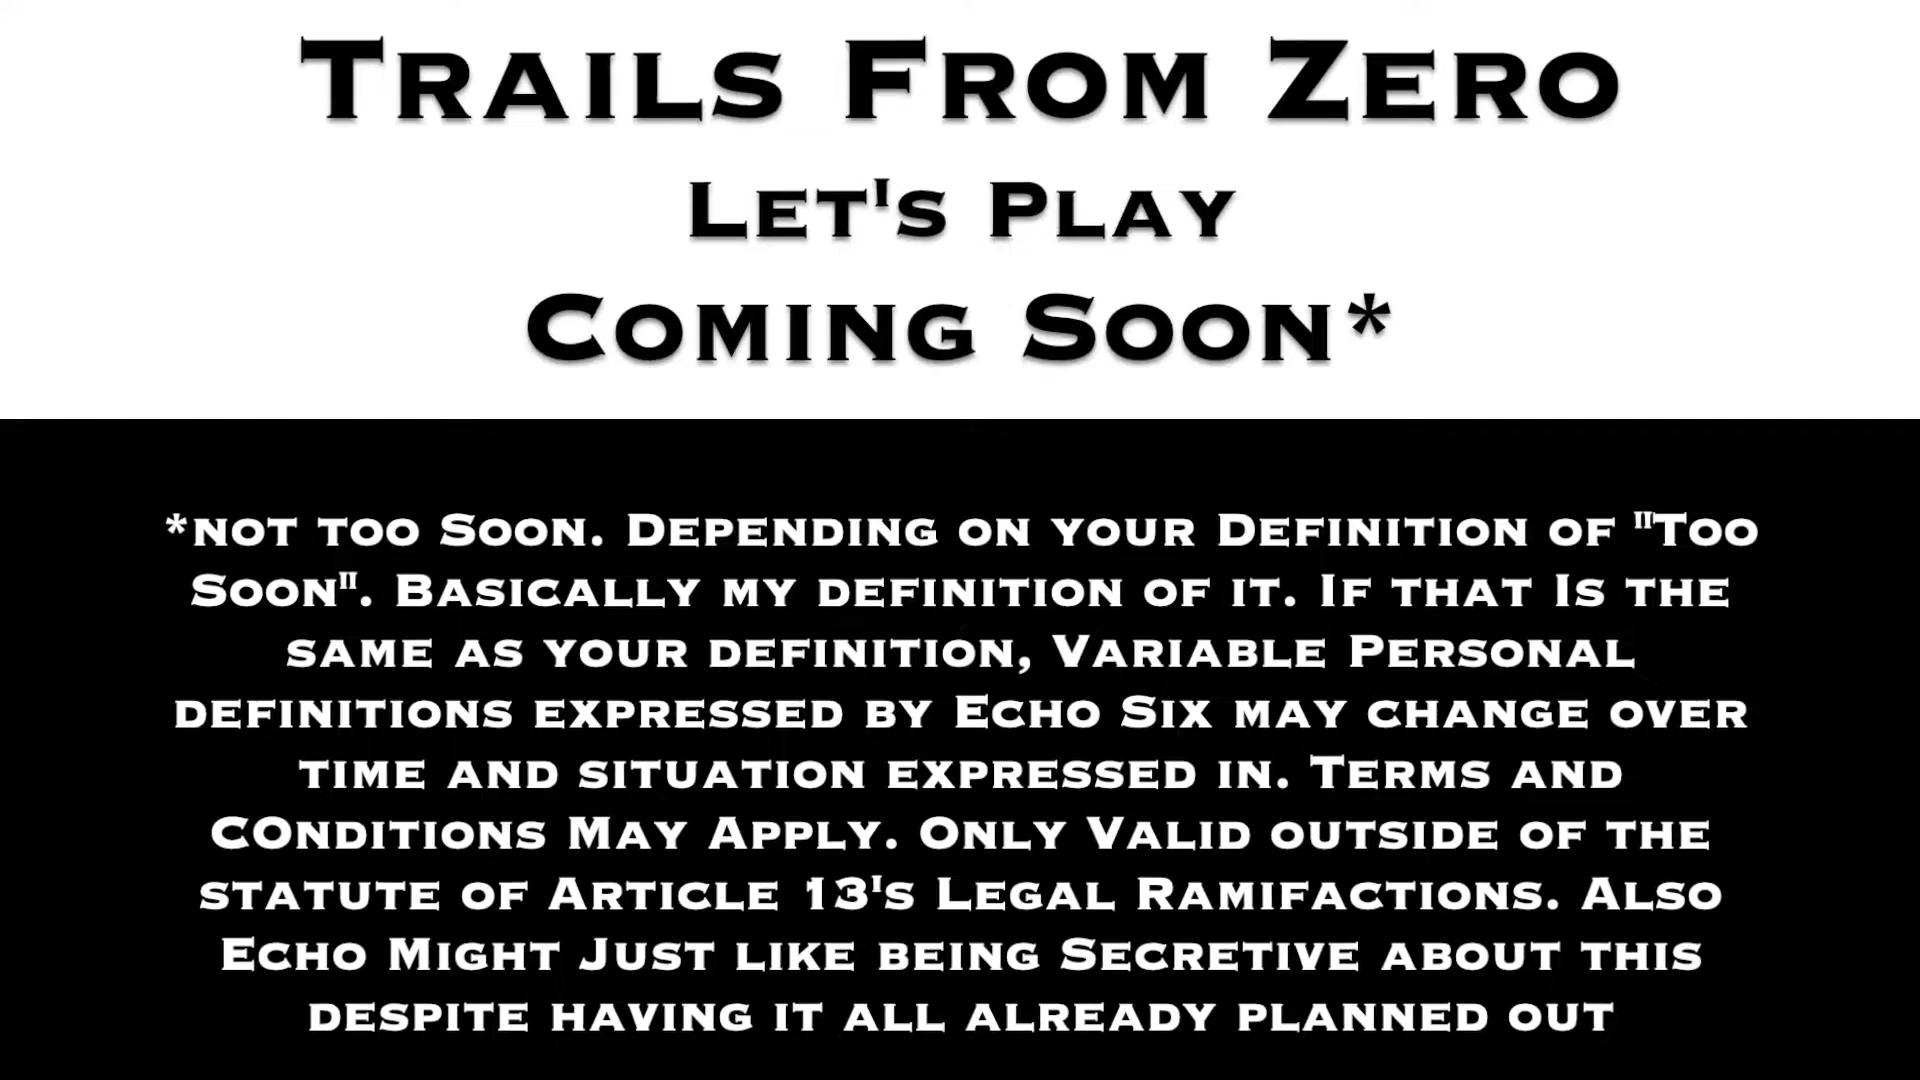 Trails From Zero
Let's Play
Coming Soon*
*not too Soon. Depending on your Definition of "Too
Soon". Basically my definition of it. If that Is the
same as your definition, Variable Personal
definitions expressed by Echo Six may change over
time and situation expressed in. Terms and
cOnditions May Apply. Only Valid outside of the
statute of Article 13's Legal Ramifactions. Also
Echo Might Just like being Secretive about this
despite having it all already planned out